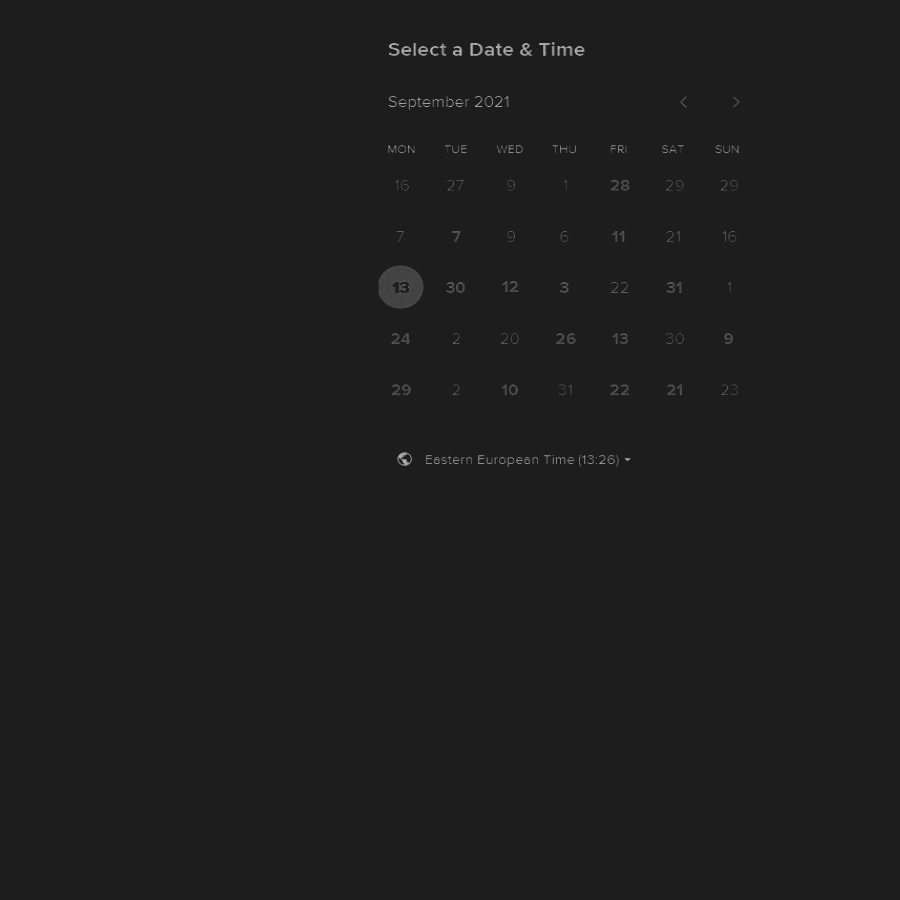 Select a Date & Time
September 2021
MON TUE WED THU FRI SAT SUN
16 27 9 1 28 29 29
7 7 9 6 11 21 16
13 30 12 3 22 31 1
24 2 20 26 13 30 9
29 2 10 31 22 21 23
Eastern European Time (13:26)